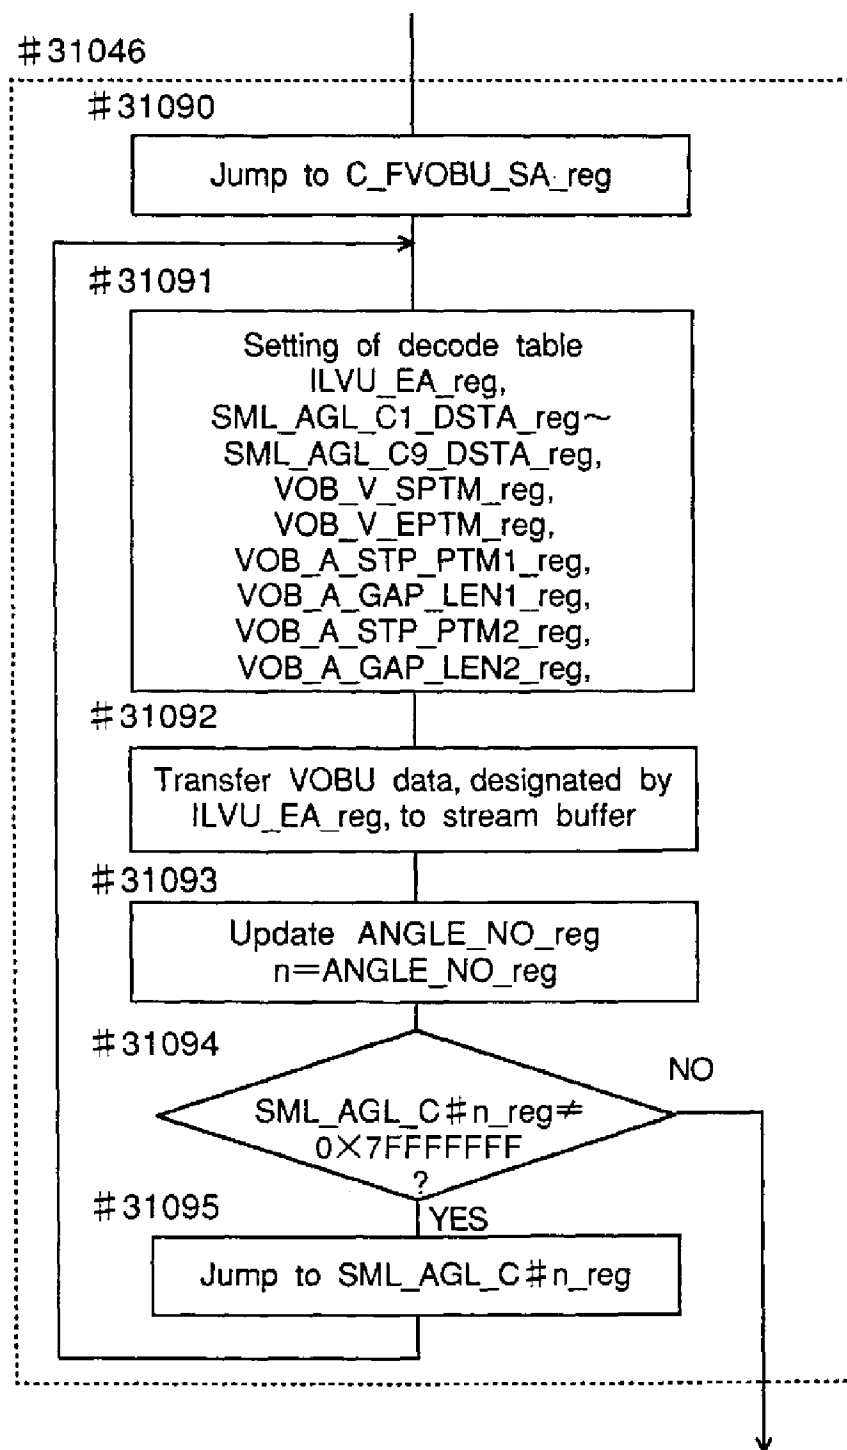 #31046
#31090
Jump to C_FVOBU_SA_reg
#31091
Setting of decode table
ILVU_EA_reg,
SML_AGL_C1_DSTA_reg~
SML_AGL_C9_DSTA_reg,
VOB_V_SPTM_reg,
VOB_V_EPTM_reg,
VOB_A_STP_PTM1_reg,
VOB_A_GAP_LEN1_reg,
VOB_A_STP_PTM2_reg,
VOB_A_GAP_LEN2_reg,
#31092
Transfer VOBU data, designated by
ILVU_EA_reg, to stream buffer
#31093
Update ANGLE_NO_reg
n=ANGLE_NO_reg
#31094
NO
SML_AGL_C#n_reg≠
0×7FFFFFFF
?
#31095
YES
Jump to SML_AGL_C#n_reg